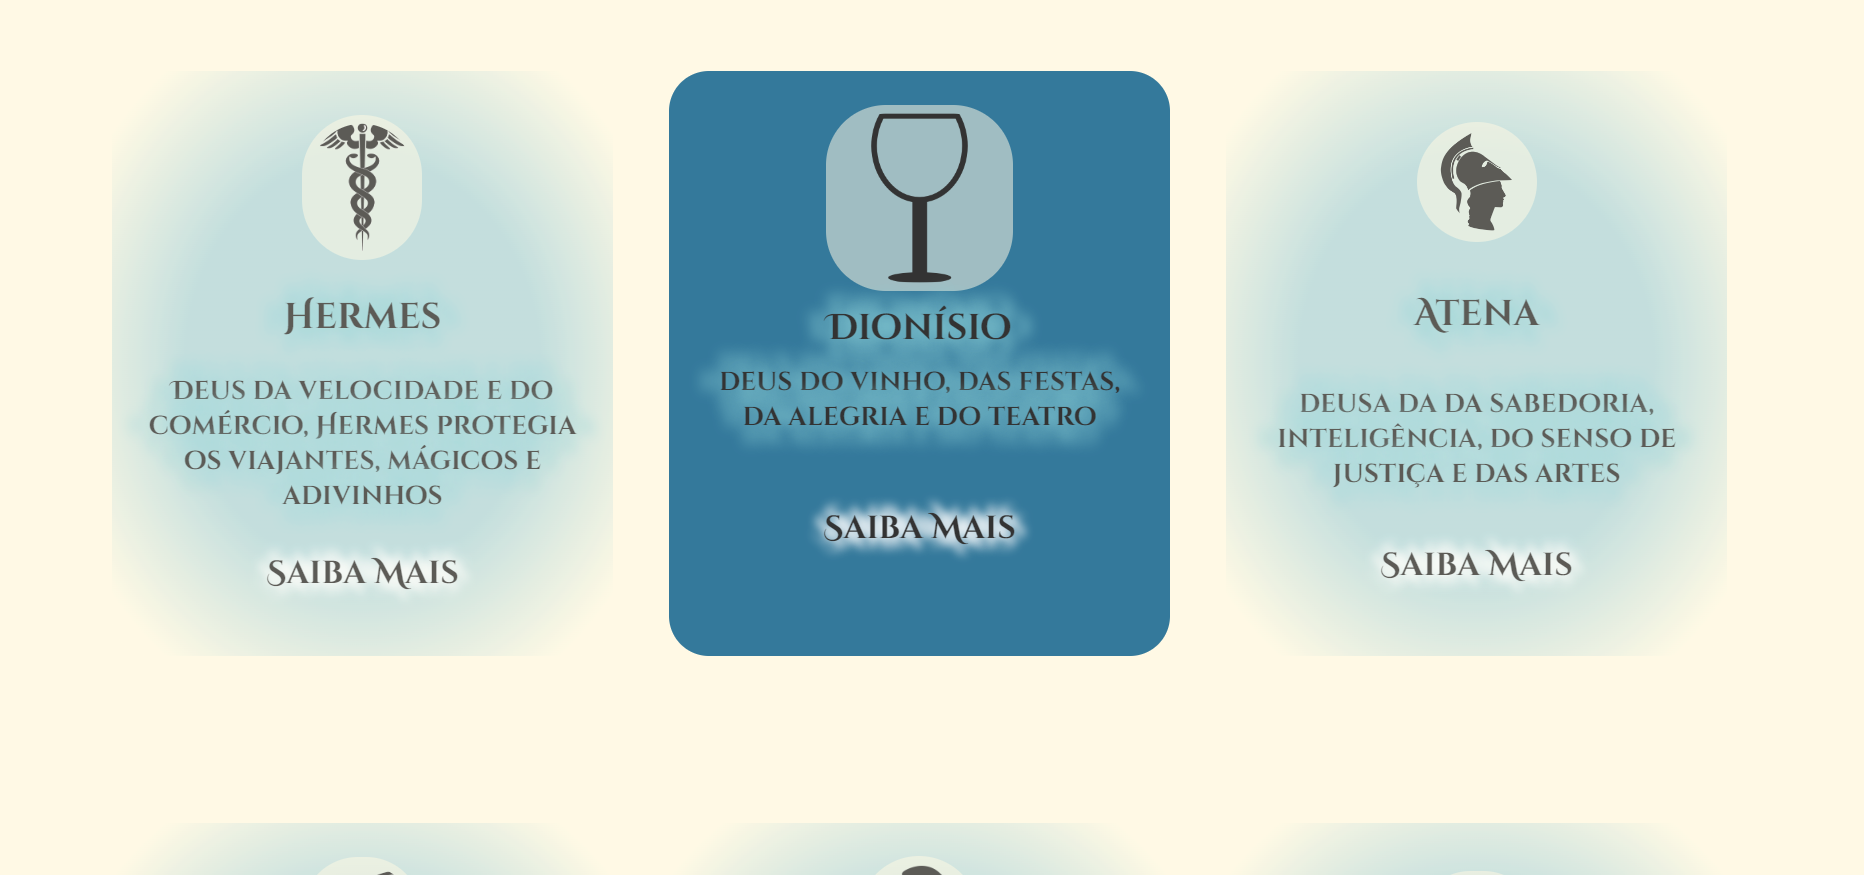 Hermes
Deus da velocidade e do
comércio, Hermes protegia
os viajantes, mágicos e
adivinhos
Saiba Mais
Dionísio
deus do vinho, das festas,
da alegria e do teatro
Saiba Mais
Atena
deusa da da sabedoria,
inteligência, do senso de
justiça e das artes
Saiba Mais